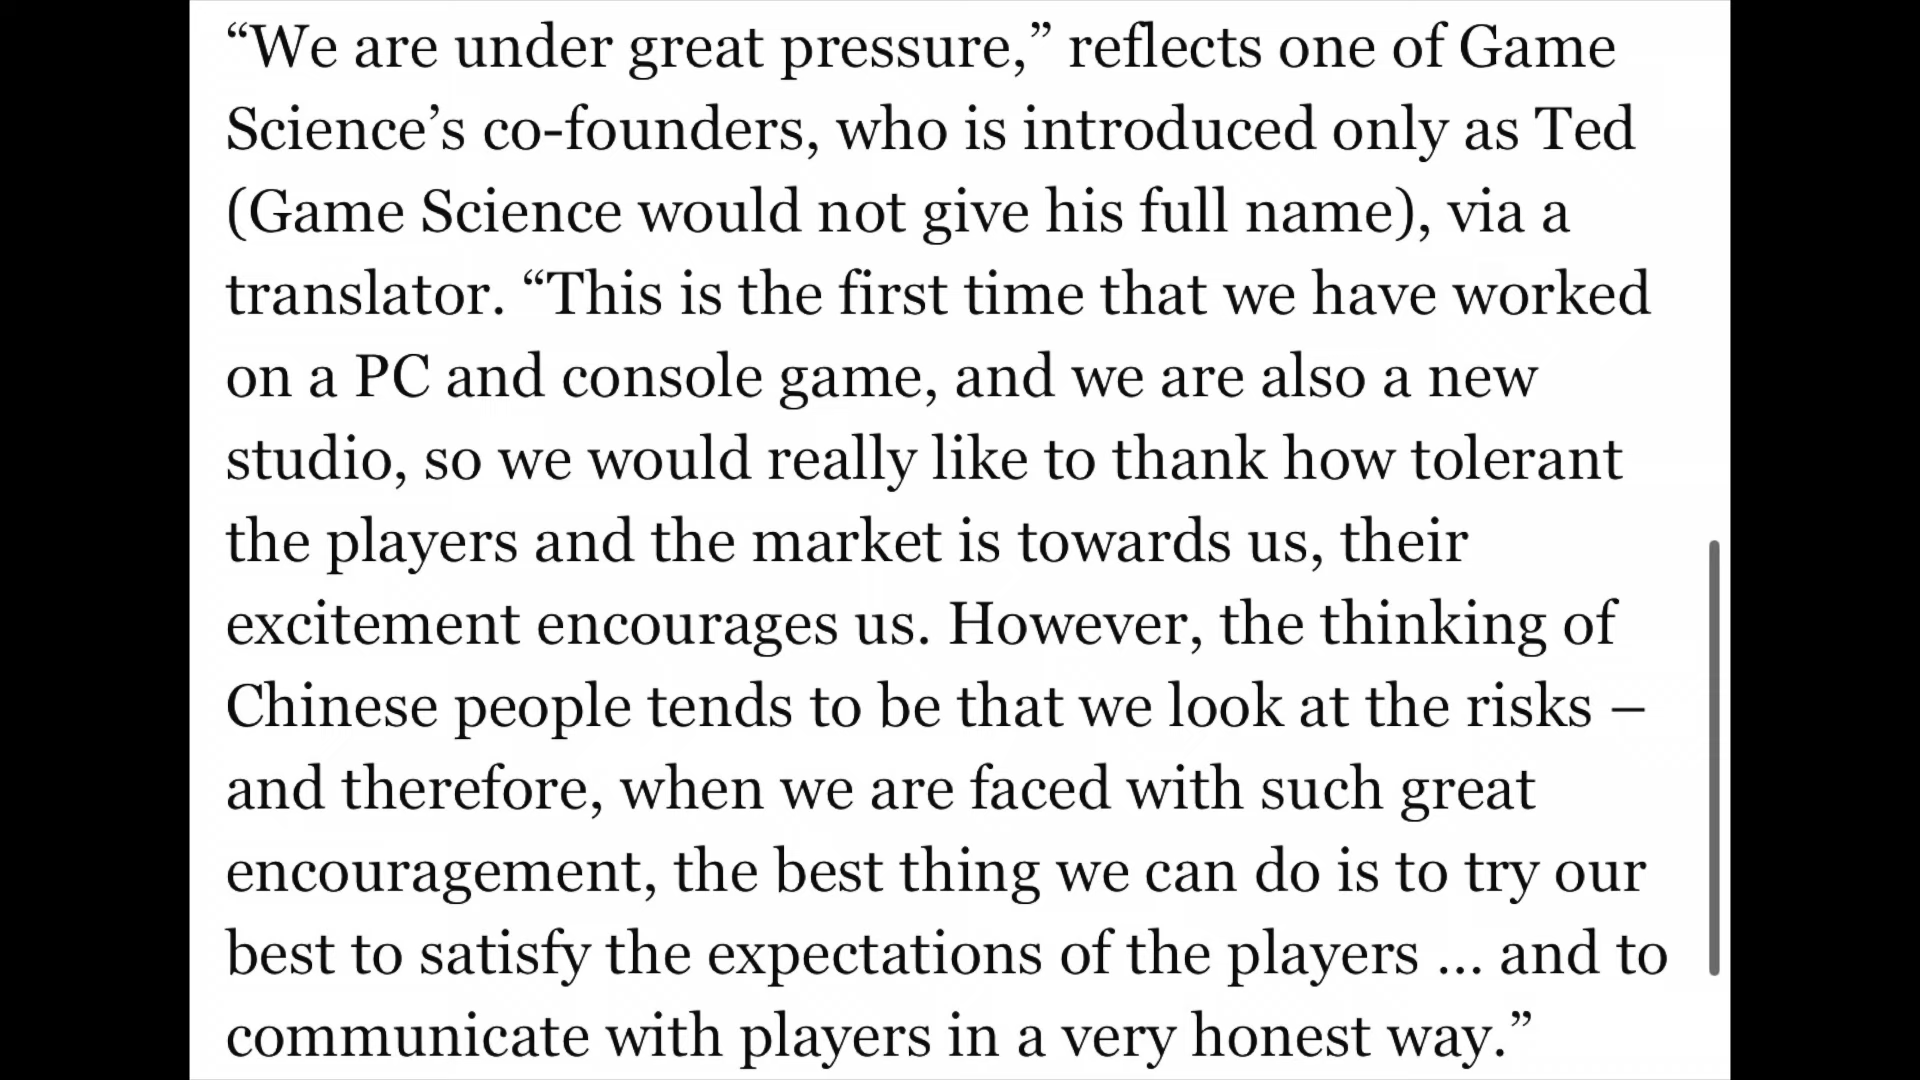 “We are under great pressure,” reflects one of Game
Science’s co-founders, who is introduced only as Ted
(Game Science would not give his full name), via a
translator. “This is the first time that we have worked
on a PC and console game, and we are also a new
studio, so we would really like to thank how tolerant
the players and the market is towards us, their
excitement encourages us. However, the thinking of
Chinese people tends to be that we look at the risks –
and therefore, when we are faced with such great
encouragement, the best thing we can do is to try our
best to satisfy the expectations of the players … and to
communicate with players in a very honest way.”